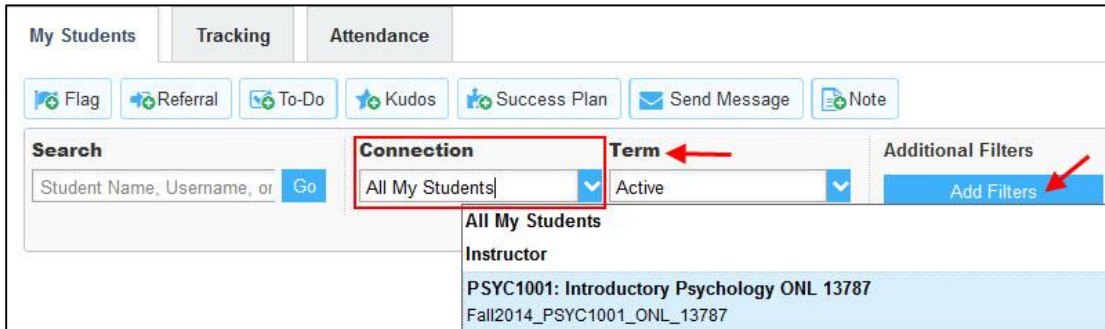 My Students Tracking Attendance
Flag Referral To-Do Kudos Success Plan Send Message Note
Search Connection Term Additional Filters
Student Name, Username, or Go All My Students Active Add Filters
All My Students
Instructor
PSYC1001: Introductory Psychology ONL 13787
Fall2014_PSYC1001_ONL_13787